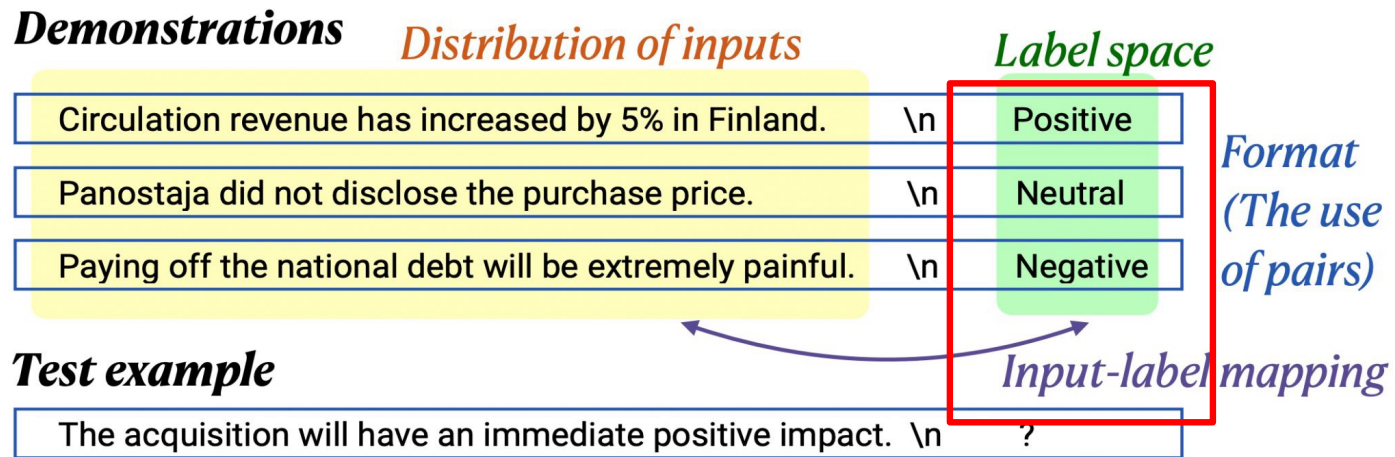 Demonstrations
Distribution of inputs
Label space
Circulation revenue has increased by 5% in Finland. \n Positive
Panostaja did not disclose the purchase price. \n Neutral
Paying off the national debt will be extremely painful. \n Negative
Format
(The use
of pairs)
Test example
Input-label mapping
The acquisition will have an immediate positive impact. \n ?